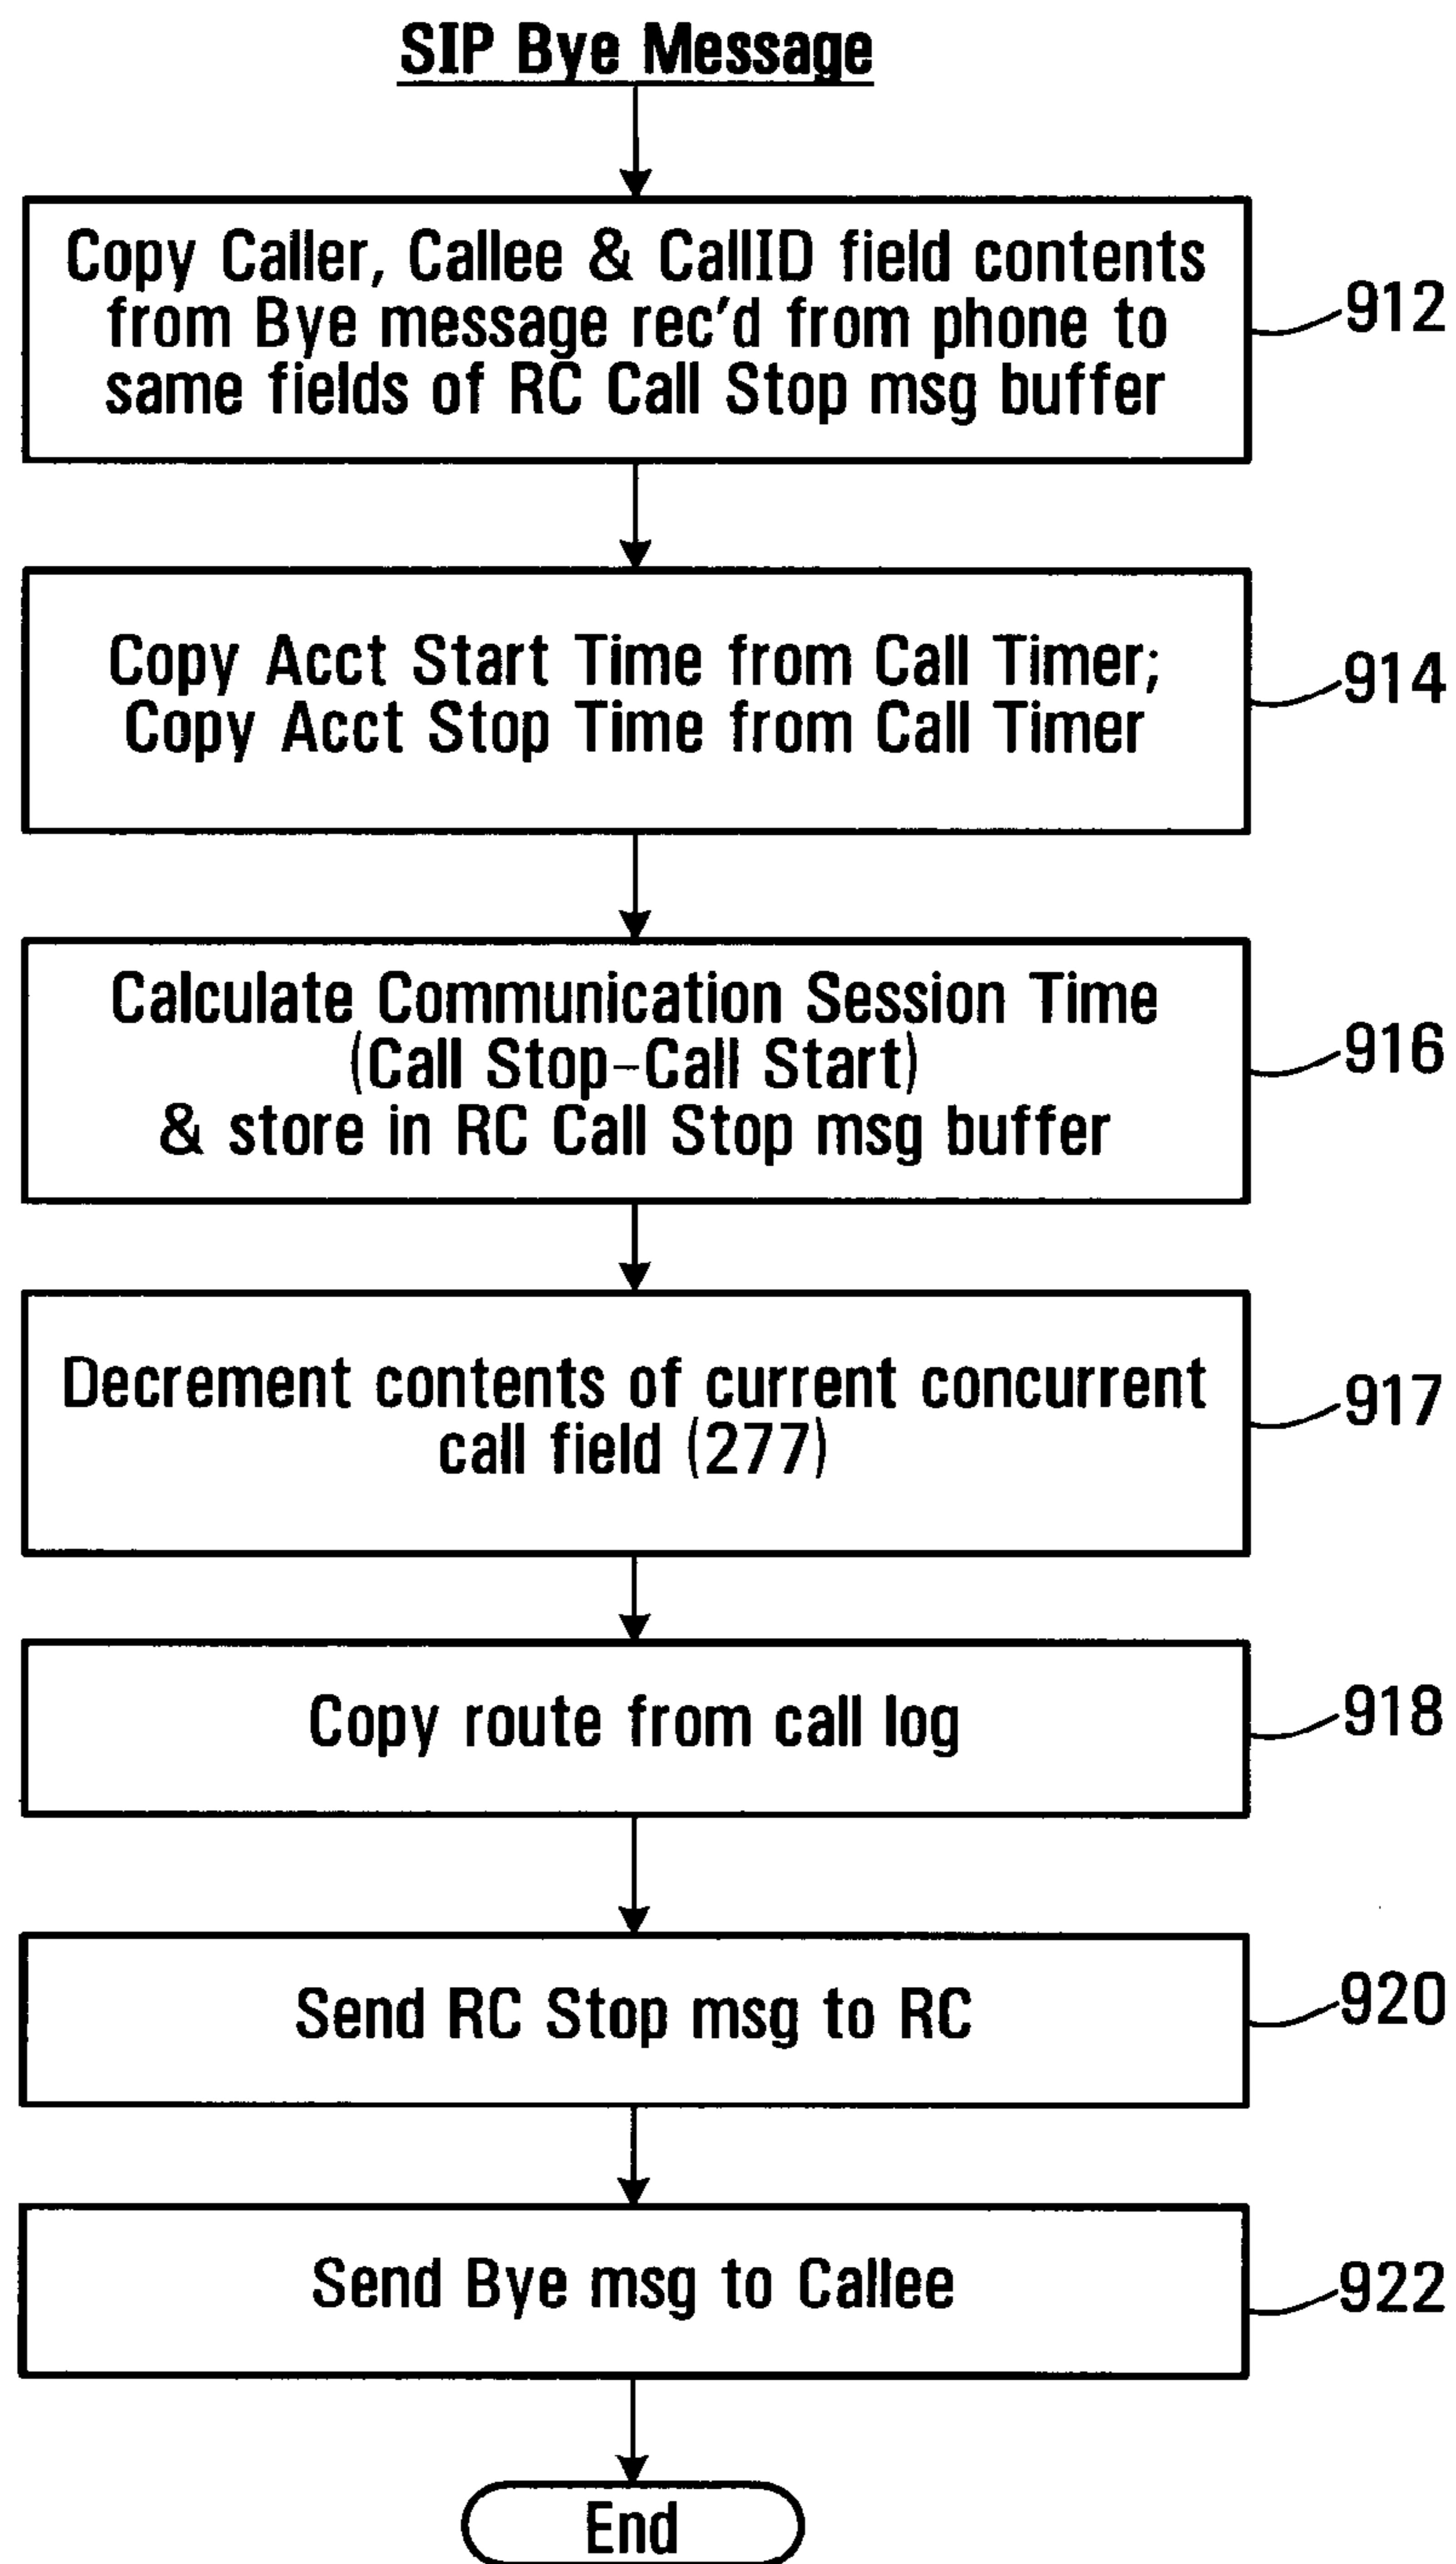 SIP Bye Message
Copy Caller, Callee & CallID field contents
from Bye message rec'd from phone to
same fields of RC Call Stop msg buffer
912
Copy Acct Start Time from Call Timer;
Copy Acct Stop Time from Call Timer
914
Calculate Communication Session Time
(Call Stop-Call Start)
& store in RC Call Stop msg buffer
916
Decrement contents of current concurrent
call field (277)
917
Copy route from call log
918
Send RC Stop msg to RC
920
Send Bye msg to Callee
922
End